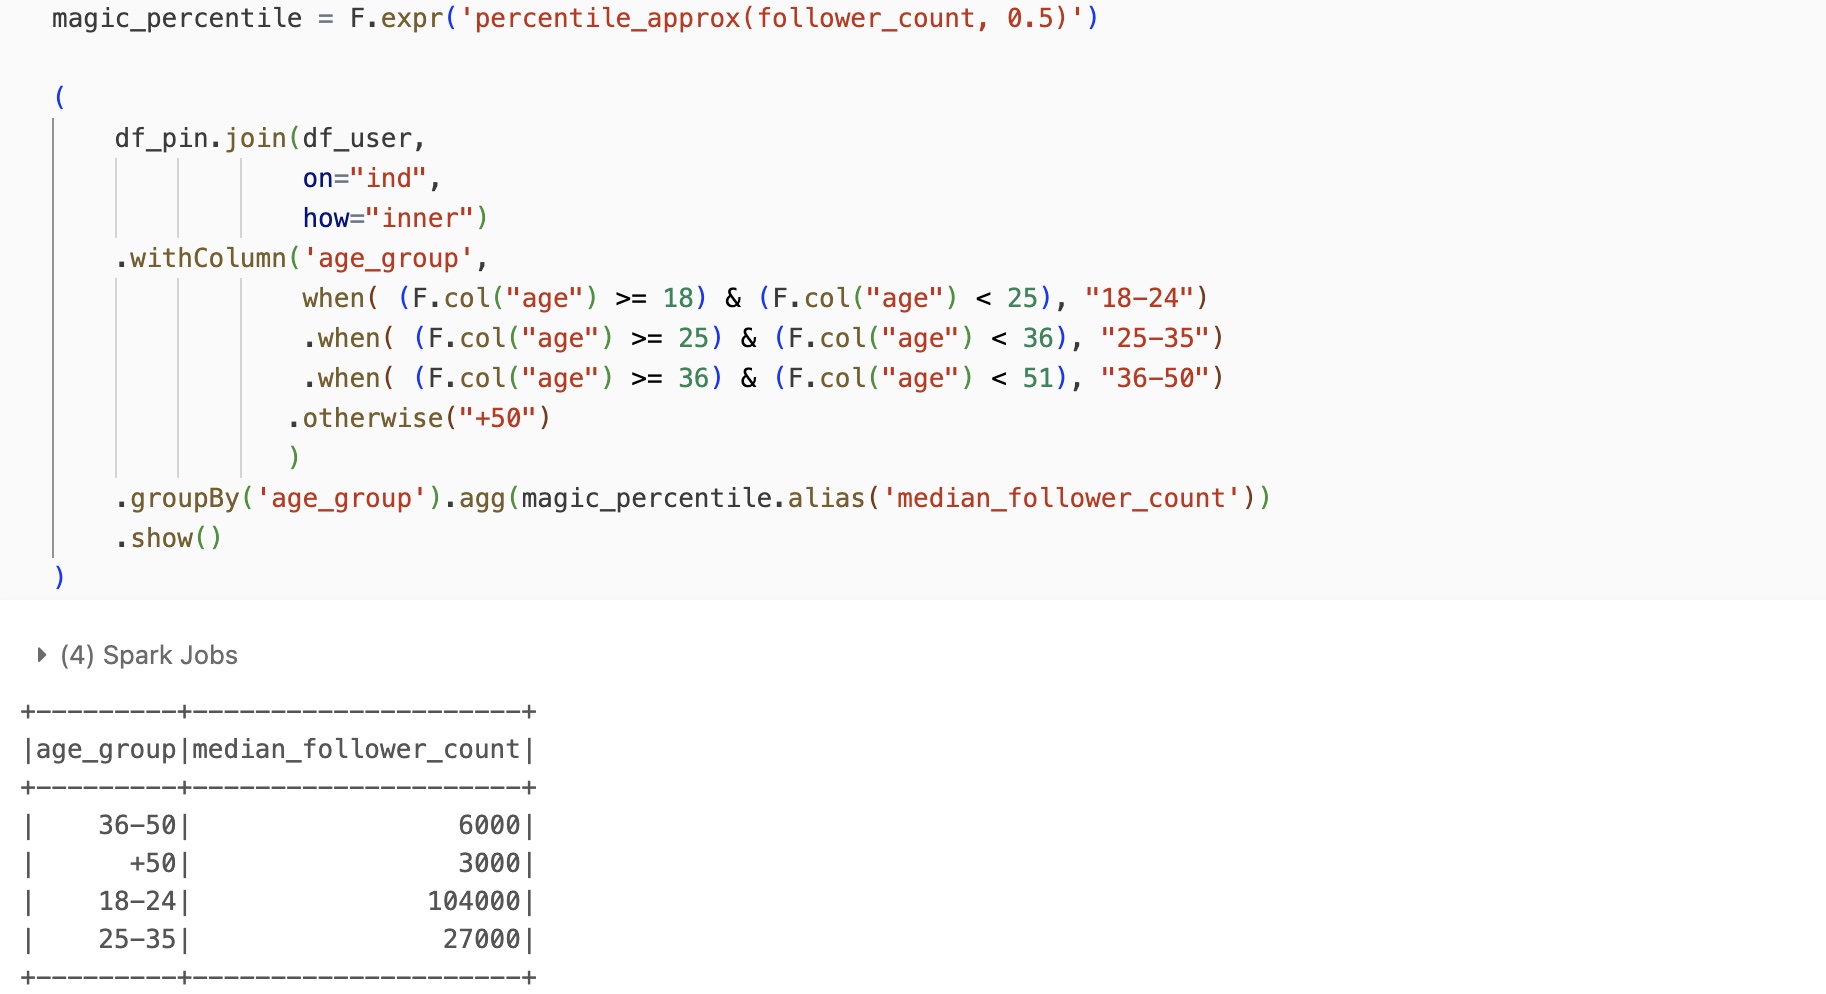 magic_percentile = F.expr('percentile_approx(follower_count, 0.5)')
(
df_pin.join(df_user,
on="ind",
how="inner")
.withColumn('age_group',
when( (F.col("age") >= 18) & (F.col("age") < 25), "18-24")
.when( (F.col("age") >= 25) & (F.col("age") < 36), "25-35")
.when( (F.col("age") >= 36) & (F.col("age") < 51), "36-50")
.otherwise("+50")
)
.groupBy('age_group').agg(magic_percentile.alias('median_follower_count'))
.show()
)
(4) Spark Jobs
+---------+---------------------+
|age_group|median_follower_count|
+---------+---------------------+
|    36-50|                 6000|
|      +50|                 3000|
|    18-24|               104000|
|    25-35|                27000|
+---------+---------------------+